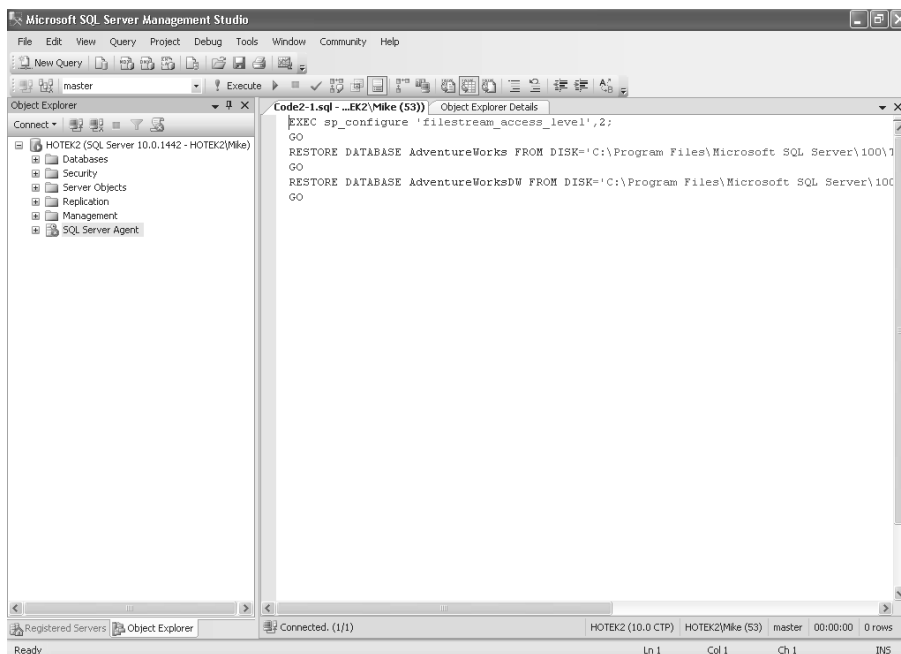 Microsoft SQL Server Management Studio
File Edit View Query Project Debug Tools Window Community Help
New Query
master Execute
Object Explorer
Code2-1.sql - ...EK2\Mike (53)) Object Explorer Details
Connect
HOTEK2 (SQL Server 10.0.1442 - HOTEK2\Mike)
Databases
Security
Server Objects
Replication
Management
SQL Server Agent
EXEC sp_configure 'filestream_access_level',2;
GO
RESTORE DATABASE AdventureWorks FROM DISK='C:\Program Files\Microsoft SQL Server\100\T
GO
RESTORE DATABASE AdventureWorksDW FROM DISK='C:\Program Files\Microsoft SQL Server\100
GO
Registered Servers Object Explorer
Connected. (1/1) HOTEK2 (10.0 CTP) HOTEK2\Mike (53) master 00:00:00 0 rows
Ready Ln 1 Col 1 Ch 1 INS